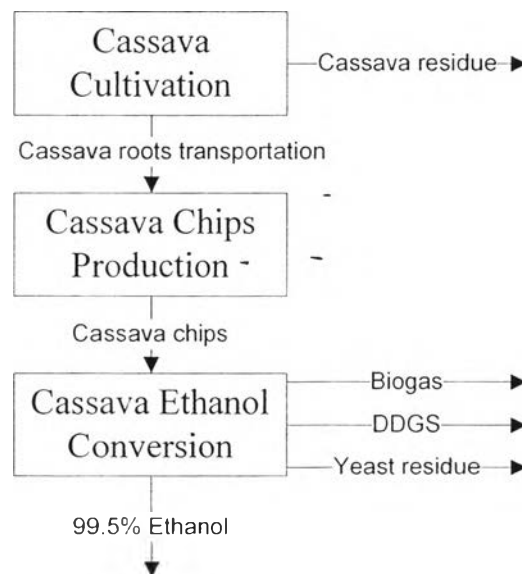 Cassava
Cultivation
Cassava residue
Cassava roots transportation
Cassava Chips
Production
Cassava chips
Cassava Ethanol
Conversion
Biogas
DDGS
Yeast residue
99.5% Ethanol